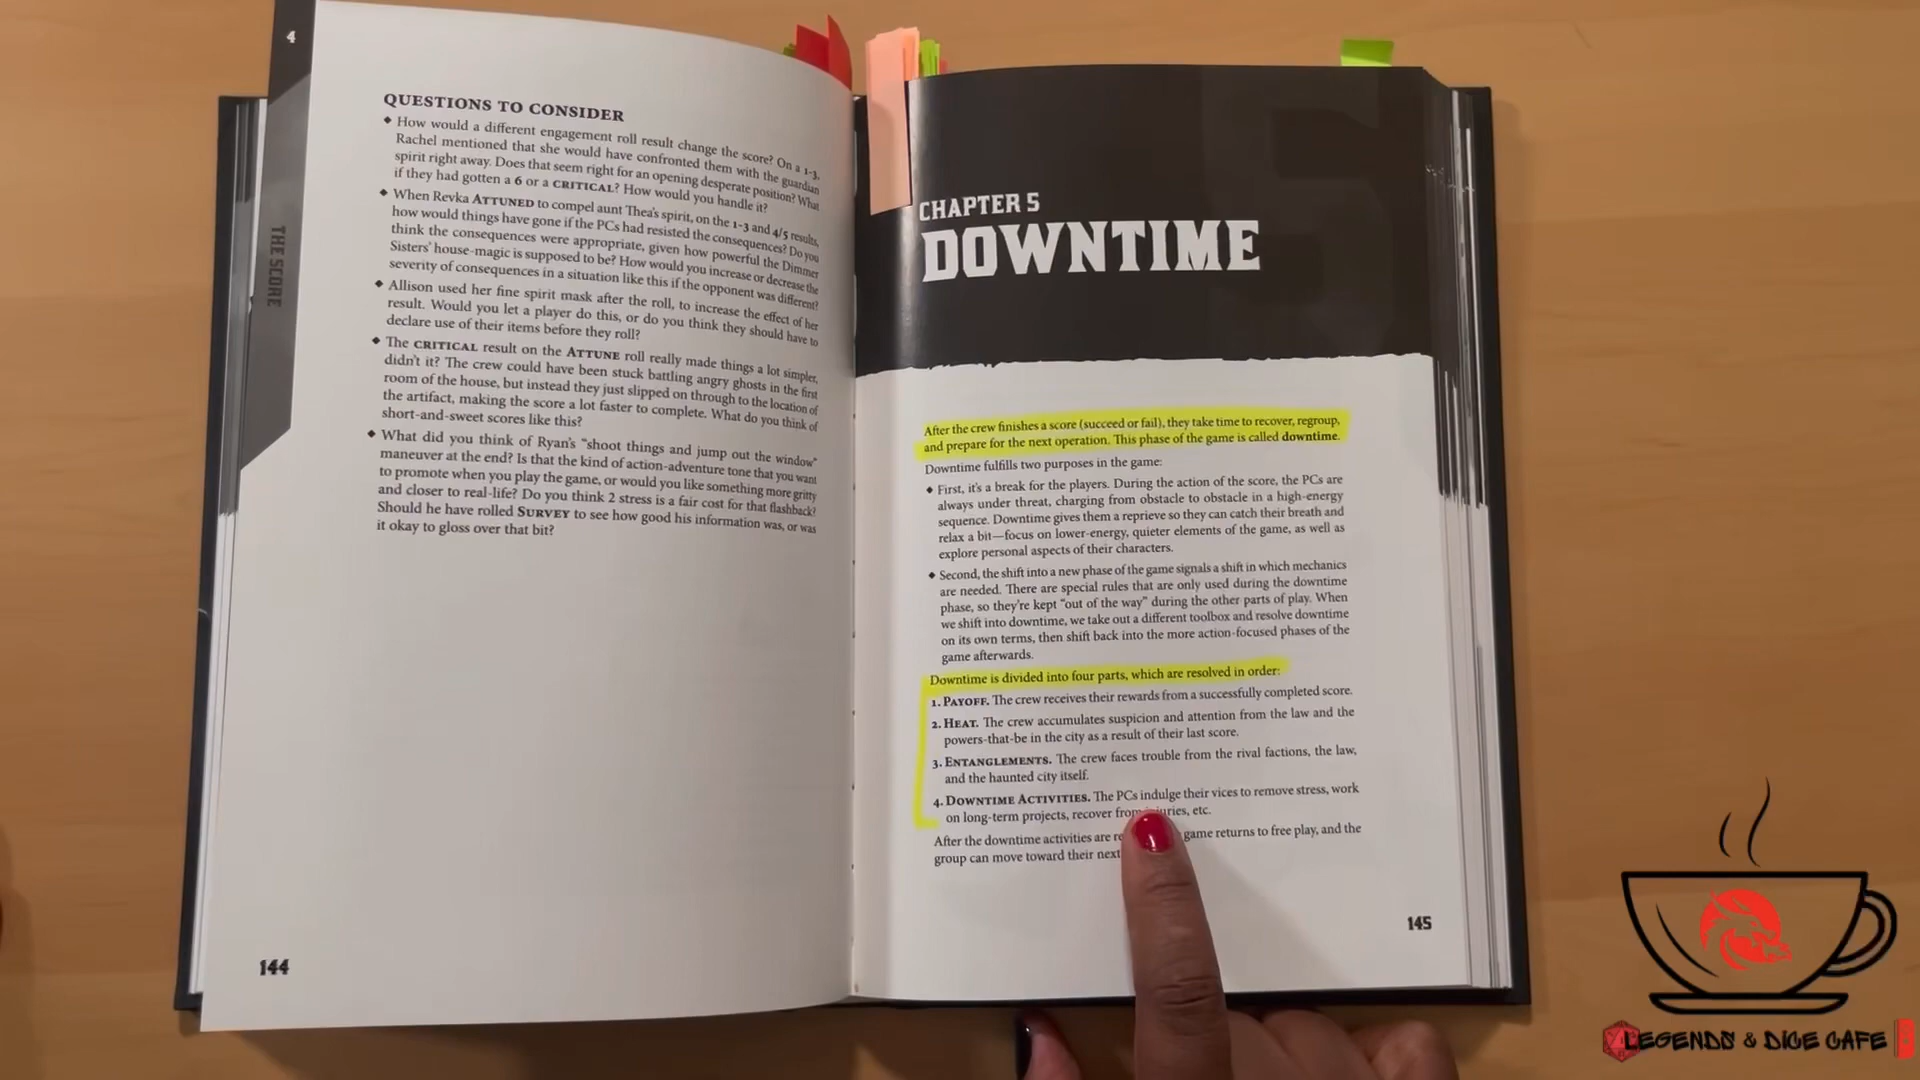 4
THE SCORE
QUESTIONS TO CONSIDER
◆ How would a different engagement roll result change the score? On a 1-3,
Rachel mentioned that she would have confronted them with the guardian
spirit right away. Does that seem right for an opening desperate position? What
if they had gotten a 6 or a CRITICAL? How would you handle it?
◆ When Revka ATTUNED to compel aunt Thea's spirit, on the 1-3 and 4/5 results,
how would things have gone if the PCs had resisted the consequences? Do you
think the consequences were appropriate, given how powerful the Dimmer
Sisters' house-magic is supposed to be? How would you increase or decrease the
severity of consequences in a situation like this if the opponent was different?
◆ Allison used her fine spirit mask after the roll, to increase the effect of her
result. Would you let a player do this, or do you think they should have to
declare use of their items before they roll?
◆ The CRITICAL result on the ATTUNE roll really made things a lot simpler,
didn't it? The crew could have been stuck battling angry ghosts in the first
room of the house, but instead they just slipped on through to the location of
the artifact, making the score a lot faster to complete. What do you think of
short-and-sweet scores like this?
◆ What did you think of Ryan's "shoot things and jump out the window"
maneuver at the end? Is that the kind of action-adventure tone that you want
to promote when you play the game, or would you like something more gritty
and closer to real-life? Do you think 2 stress is a fair cost for that flashback?
Should he have rolled SURVEY to see how good his information was, or was
it okay to gloss over that bit?
144
CHAPTER 5
DOWNTIME
After the crew finishes a score (succeed or fail), they take time to recover, regroup,
and prepare for the next operation. This phase of the game is called downtime.
Downtime fulfills two purposes in the game:
◆ First, it's a break for the players. During the action of the score, the PCs are
always under threat, charging from obstacle to obstacle in a high-energy
sequence. Downtime gives them a reprieve so they can catch their breath and
relax a bit—focus on lower-energy, quieter elements of the game, as well as
explore personal aspects of their characters.
◆ Second, the shift into a new phase of the game signals a shift in which mechanics
are needed. There are special rules that are only used during the downtime
phase, so they're kept "out of the way" during the other parts of play. When
we shift into downtime, we take out a different toolbox and resolve downtime
on its own terms, then shift back into the more action-focused phases of the
game afterwards.
Downtime is divided into four parts, which are resolved in order:
1. PAYOFF. The crew receives their rewards from a successfully completed score.
2. HEAT. The crew accumulates suspicion and attention from the law and the
powers-that-be in the city as a result of their last score.
3. ENTANGLEMENTS. The crew faces trouble from the rival factions, the law,
and the haunted city itself.
4. DOWNTIME ACTIVITIES. The PCs indulge their vices to remove stress, work
on long-term projects, recover from injuries, etc.
After the downtime activities are game returns to free play, and the
group can move toward their next
145
LEGENDS & DICE CAFE